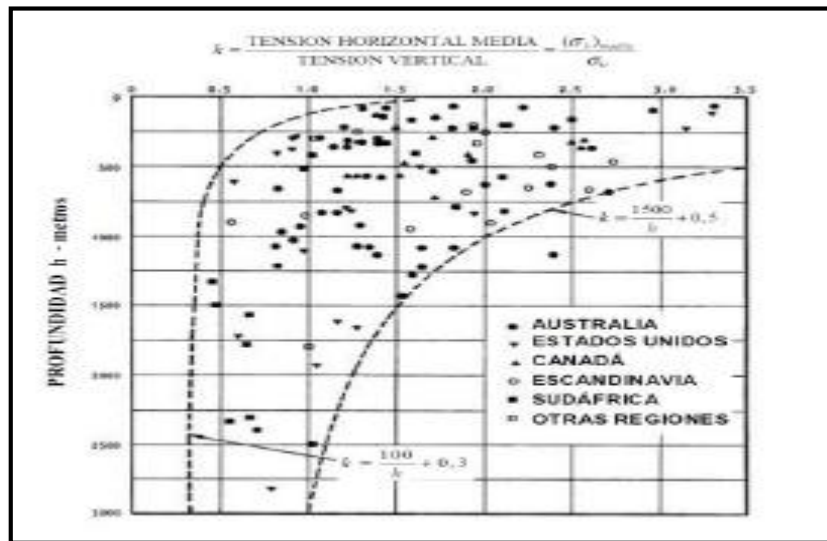 k = TENSION HORIZONTAL MEDIA / TENSION VERTICAL = (σ )media / σ
0 0.5 1.0 1.5 2.0 2.5 3.0 3.5
0
500
1000
1500
2000
2500
3000
PROFUNDIDAD h - metros
k = 1500 / h + 0,5
AUSTRALIA
ESTADOS UNIDOS
CANADÁ
ESCANDINAVIA
SUDÁFRICA
OTRAS REGIONES
k = 100 / h + 0,3